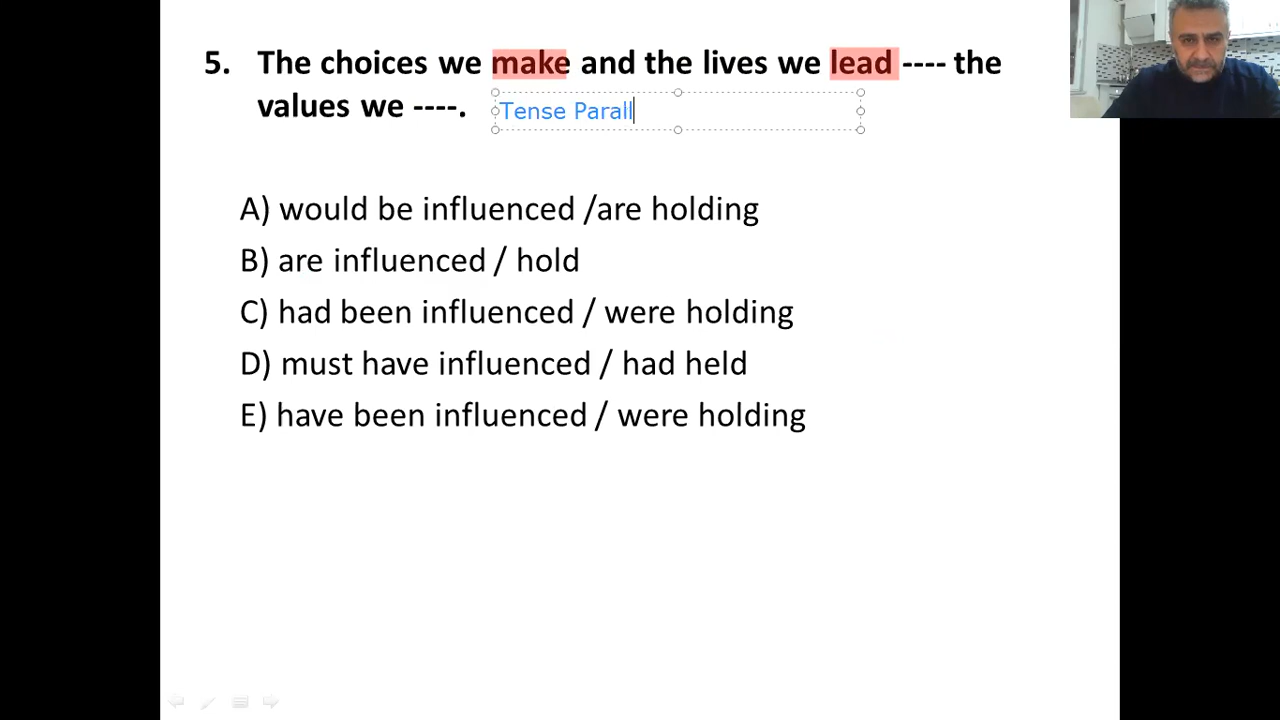 5. The choices we make and the lives we lead ---- the
values we ----.
Tense Parall
A) would be influenced /are holding
B) are influenced / hold
C) had been influenced / were holding
D) must have influenced / had held
E) have been influenced / were holding